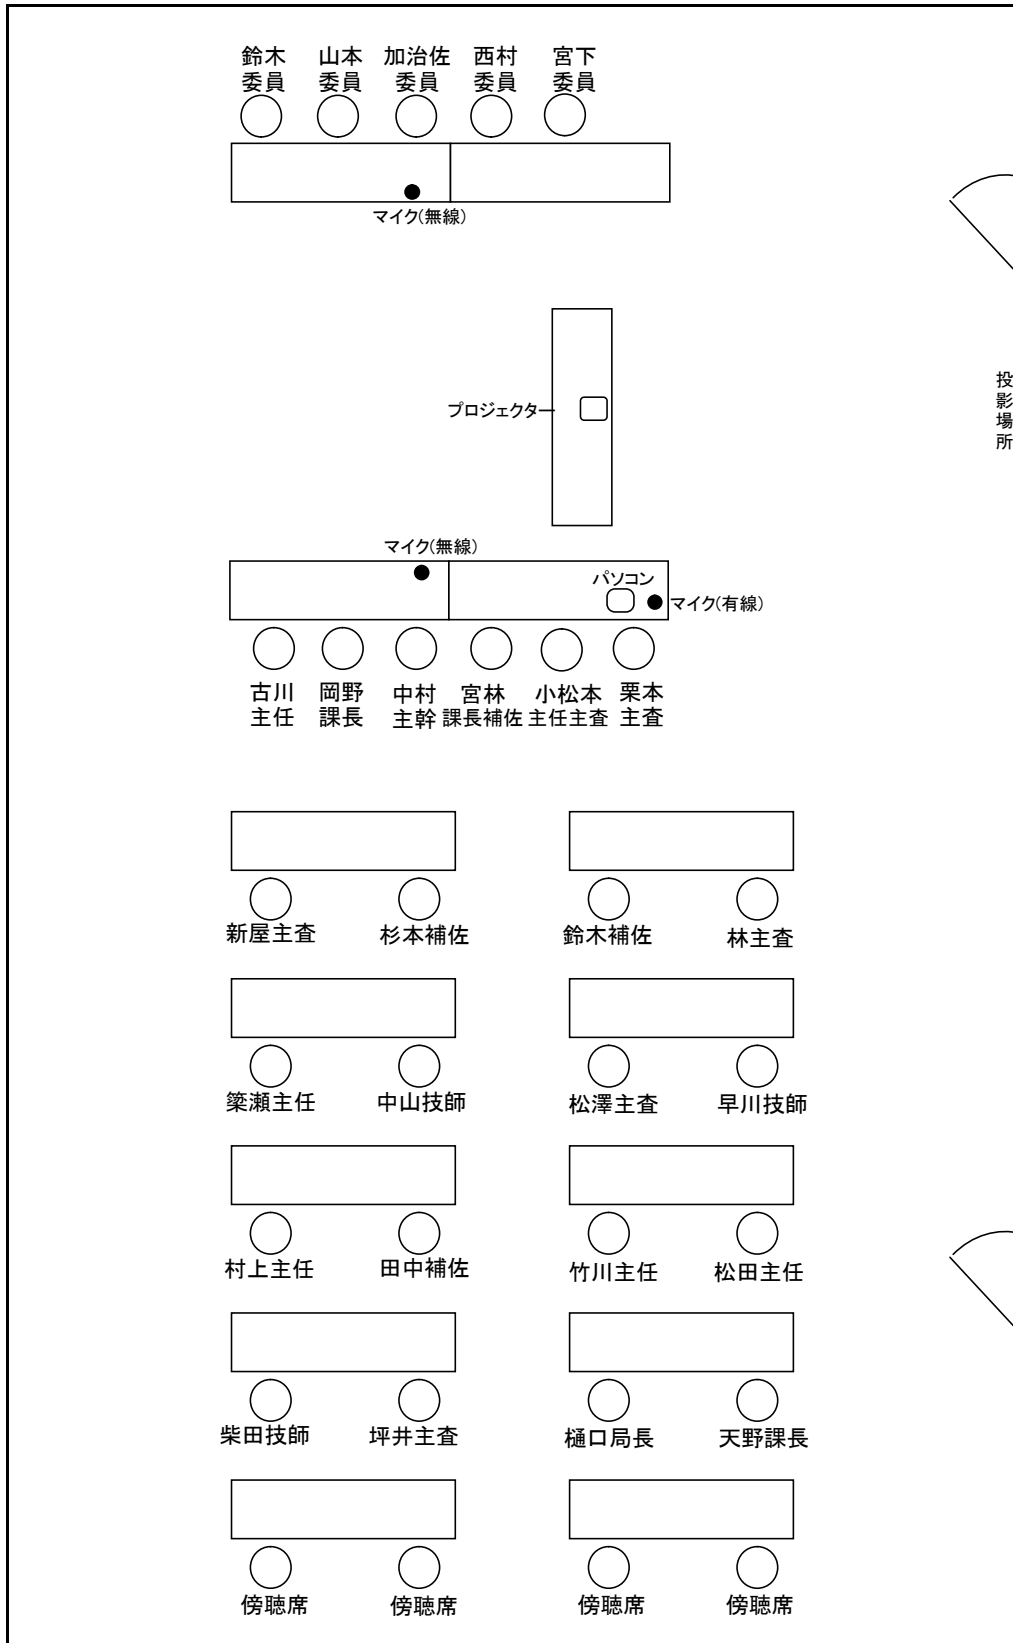 鈴木 山本 加治佐 西村 宮下
委員 委員 委員 委員 委員
マイク(無線)
投影場所
プロジェクター
マイク(無線)
パソコン
マイク(有線)
古川 岡野 中村 宮林 小松本 栗本
主任 課長 主幹 課長補佐 主任主査 主査
新屋主査 杉本補佐 鈴木補佐 林主査
簗瀬主任 中山技師 松澤主査 早川技師
村上主任 田中補佐 竹川主任 松田主任
柴田技師 坪井主査 樋口局長 天野課長
傍聴席 傍聴席 傍聴席 傍聴席